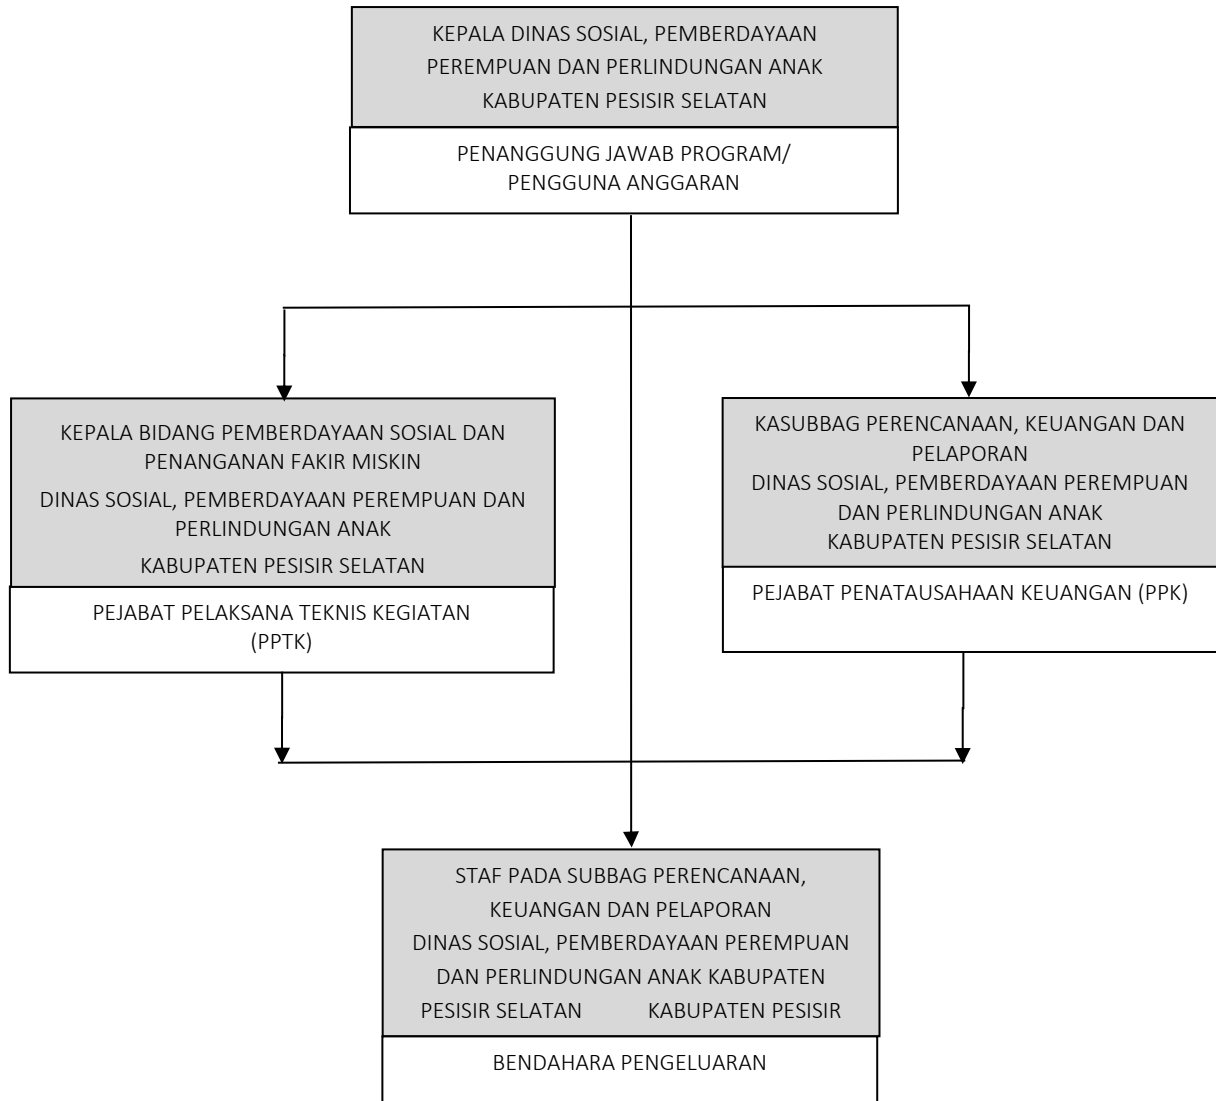 KEPALA DINAS SOSIAL, PEMBERDAYAAN
PEREMPUAN DAN PERLINDUNGAN ANAK
KABUPATEN PESISIR SELATAN
PENANGGUNG JAWAB PROGRAM/
PENGGUNA ANGGARAN
KEPALA BIDANG PEMBERDAYAAN SOSIAL DAN
PENANGANAN FAKIR MISKIN
DINAS SOSIAL, PEMBERDAYAAN PEREMPUAN DAN
PERLINDUNGAN ANAK
KABUPATEN PESISIR SELATAN
PEJABAT PELAKSANA TEKNIS KEGIATAN
(PPTK)
KASUBBAG PERENCANAAN, KEUANGAN DAN
PELAPORAN
DINAS SOSIAL, PEMBERDAYAAN PEREMPUAN
DAN PERLINDUNGAN ANAK
KABUPATEN PESISIR SELATAN
PEJABAT PENATAUSAHAAN KEUANGAN (PPK)
STAF PADA SUBBAG PERENCANAAN,
KEUANGAN DAN PELAPORAN
DINAS SOSIAL, PEMBERDAYAAN PEREMPUAN
DAN PERLINDUNGAN ANAK KABUPATEN
PESISIR SELATAN KABUPATEN PESISIR
BENDAHARA PENGELUARAN